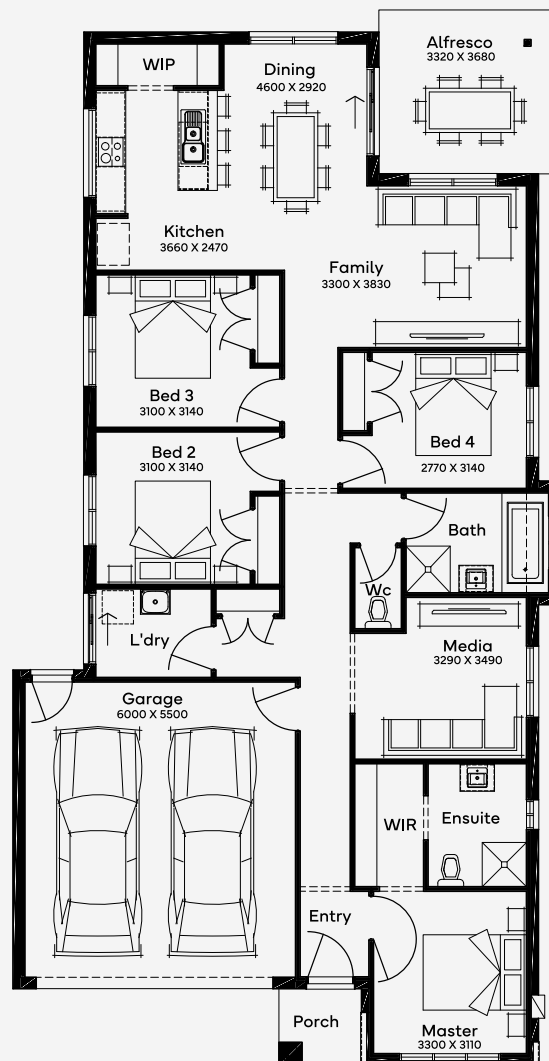 Alfresco
3320 X 3680
WIP
Dining
4600 X 2920
Kitchen
3660 X 2470
Family
3300 X 3830
Bed 3
3100 X 3140
Bed 4
2770 X 3140
Bed 2
3100 X 3140
Bath
Wc
L'dry
Media
3290 X 3490
Garage
6000 X 5500
WIR
Ensuite
Entry
Porch
Master
3300 X 3110